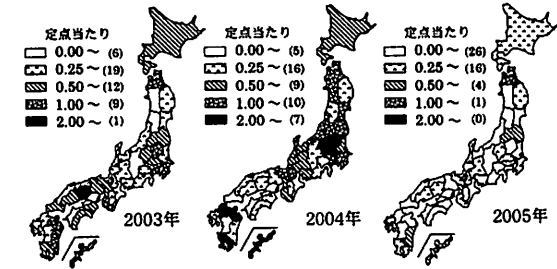 定点当たり
0.00～ (6)
0.25～ (19)
0.50～ (12)
1.00～ (9)
2.00～ (1)
2003年
定点当たり
0.00～ (5)
0.25～ (16)
0.50～ (9)
1.00～ (10)
2.00～ (7)
2004年
定点当たり
0.00～ (26)
0.25～ (16)
0.50～ (4)
1.00～ (1)
2.00～ (0)
2005年